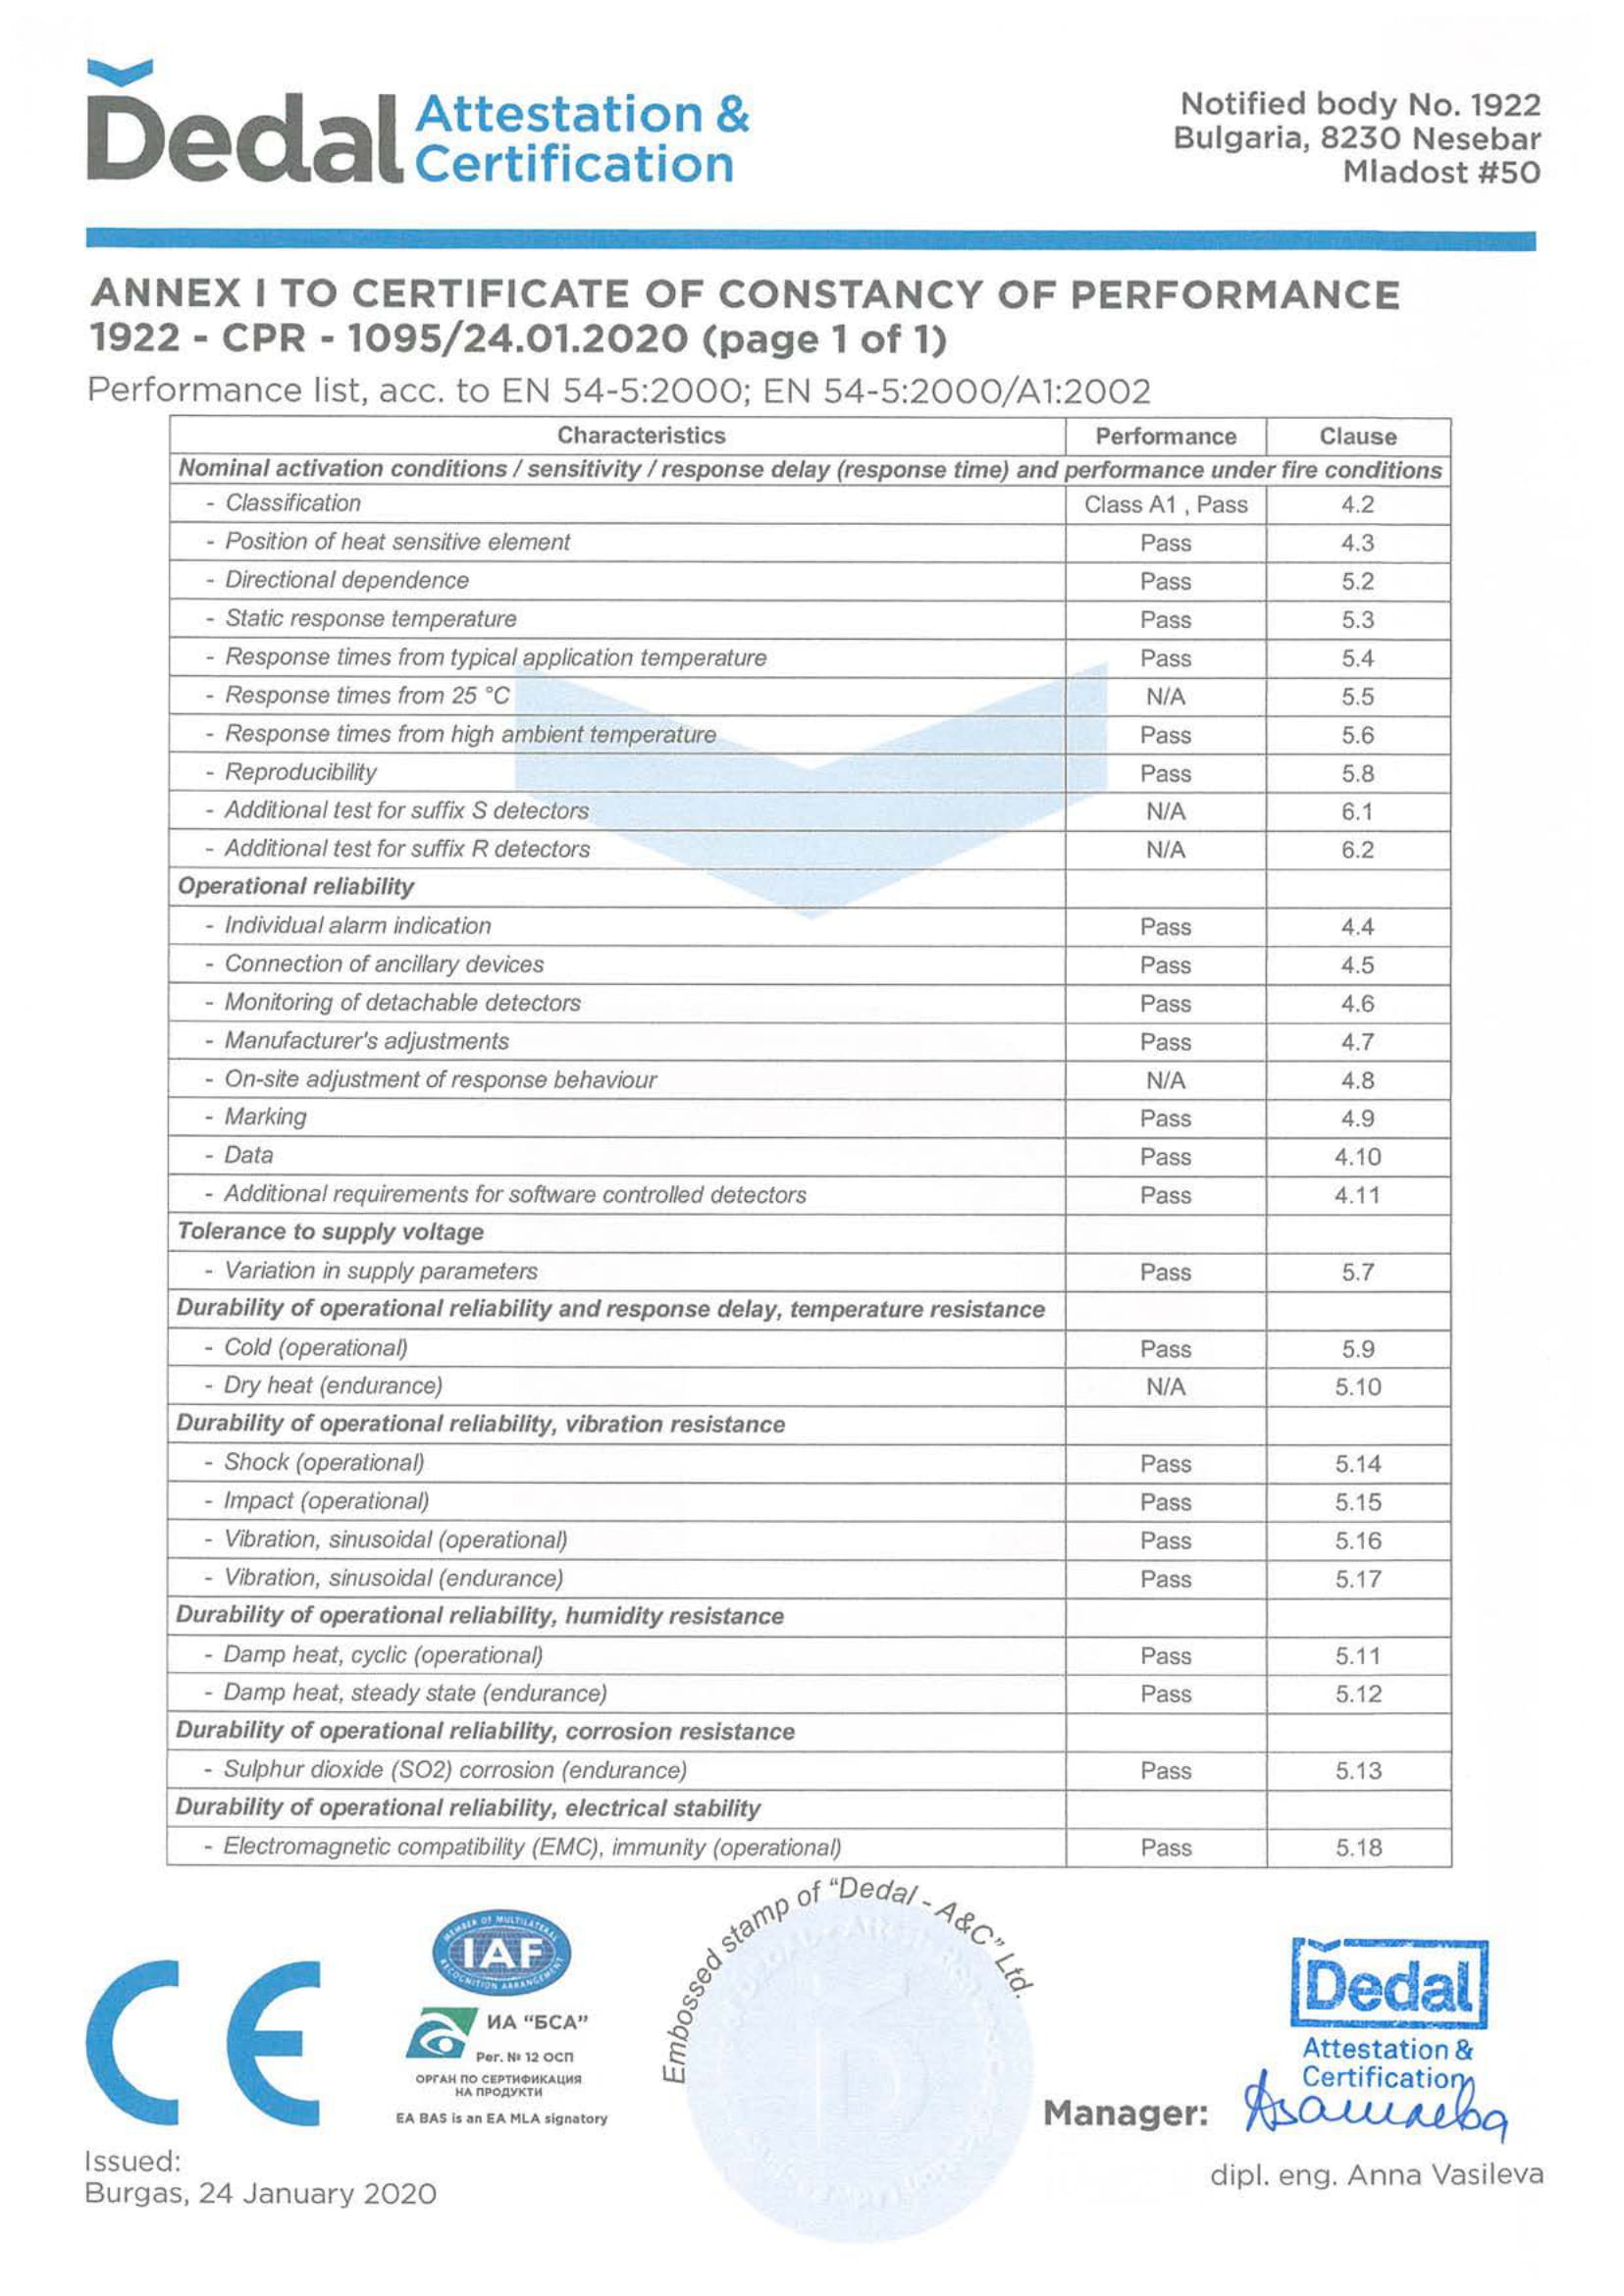 Dedal Attestation &
Certification
Notified body No. 1922
Bulgaria, 8230 Nesebar
Mladost #50
ANNEX I TO CERTIFICATE OF CONSTANCY OF PERFORMANCE
1922 - CPR - 1095/24.01.2020 (page 1 of 1)
Performance list, acc. to EN 54-5:2000; EN 54-5:2000/A1:2002
Characteristics Performance Clause
Nominal activation conditions / sensitivity / response delay (response time) and performance under fire conditions
- Classification Class A1 , Pass 4.2
- Position of heat sensitive element Pass 4.3
- Directional dependence Pass 5.2
- Static response temperature Pass 5.3
- Response times from typical application temperature Pass 5.4
- Response times from 25 °C N/A 5.5
- Response times from high ambient temperature Pass 5.6
- Reproducibility Pass 5.8
- Additional test for suffix S detectors N/A 6.1
- Additional test for suffix R detectors N/A 6.2
Operational reliability
- Individual alarm indication Pass 4.4
- Connection of ancillary devices Pass 4.5
- Monitoring of detachable detectors Pass 4.6
- Manufacturer's adjustments Pass 4.7
- On-site adjustment of response behaviour N/A 4.8
- Marking Pass 4.9
- Data Pass 4.10
- Additional requirements for software controlled detectors Pass 4.11
Tolerance to supply voltage
- Variation in supply parameters Pass 5.7
Durability of operational reliability and response delay, temperature resistance
- Cold (operational) Pass 5.9
- Dry heat (endurance) N/A 5.10
Durability of operational reliability, vibration resistance
- Shock (operational) Pass 5.14
- Impact (operational) Pass 5.15
- Vibration, sinusoidal (operational) Pass 5.16
- Vibration, sinusoidal (endurance) Pass 5.17
Durability of operational reliability, humidity resistance
- Damp heat, cyclic (operational) Pass 5.11
- Damp heat, steady state (endurance) Pass 5.12
Durability of operational reliability, corrosion resistance
- Sulphur dioxide (SO2) corrosion (endurance) Pass 5.13
Durability of operational reliability, electrical stability
- Electromagnetic compatibility (EMC), immunity (operational) Pass 5.18
CE
MEMBER OF MULTILATERAL
IAF
RECOGNITION ARRANGEMENT
ИА "БСА"
Рег. № 12 ОСП
ОРГАН ПО СЕРТИФИКАЦИЯ
НА ПРОДУКТИ
EA BAS is an EA MLA signatory
Embossed stamp of "Dedal - A&C" Ltd.
Dedal
Attestation &
Certification
Manager:
dipl. eng. Anna Vasileva
Issued:
Burgas, 24 January 2020